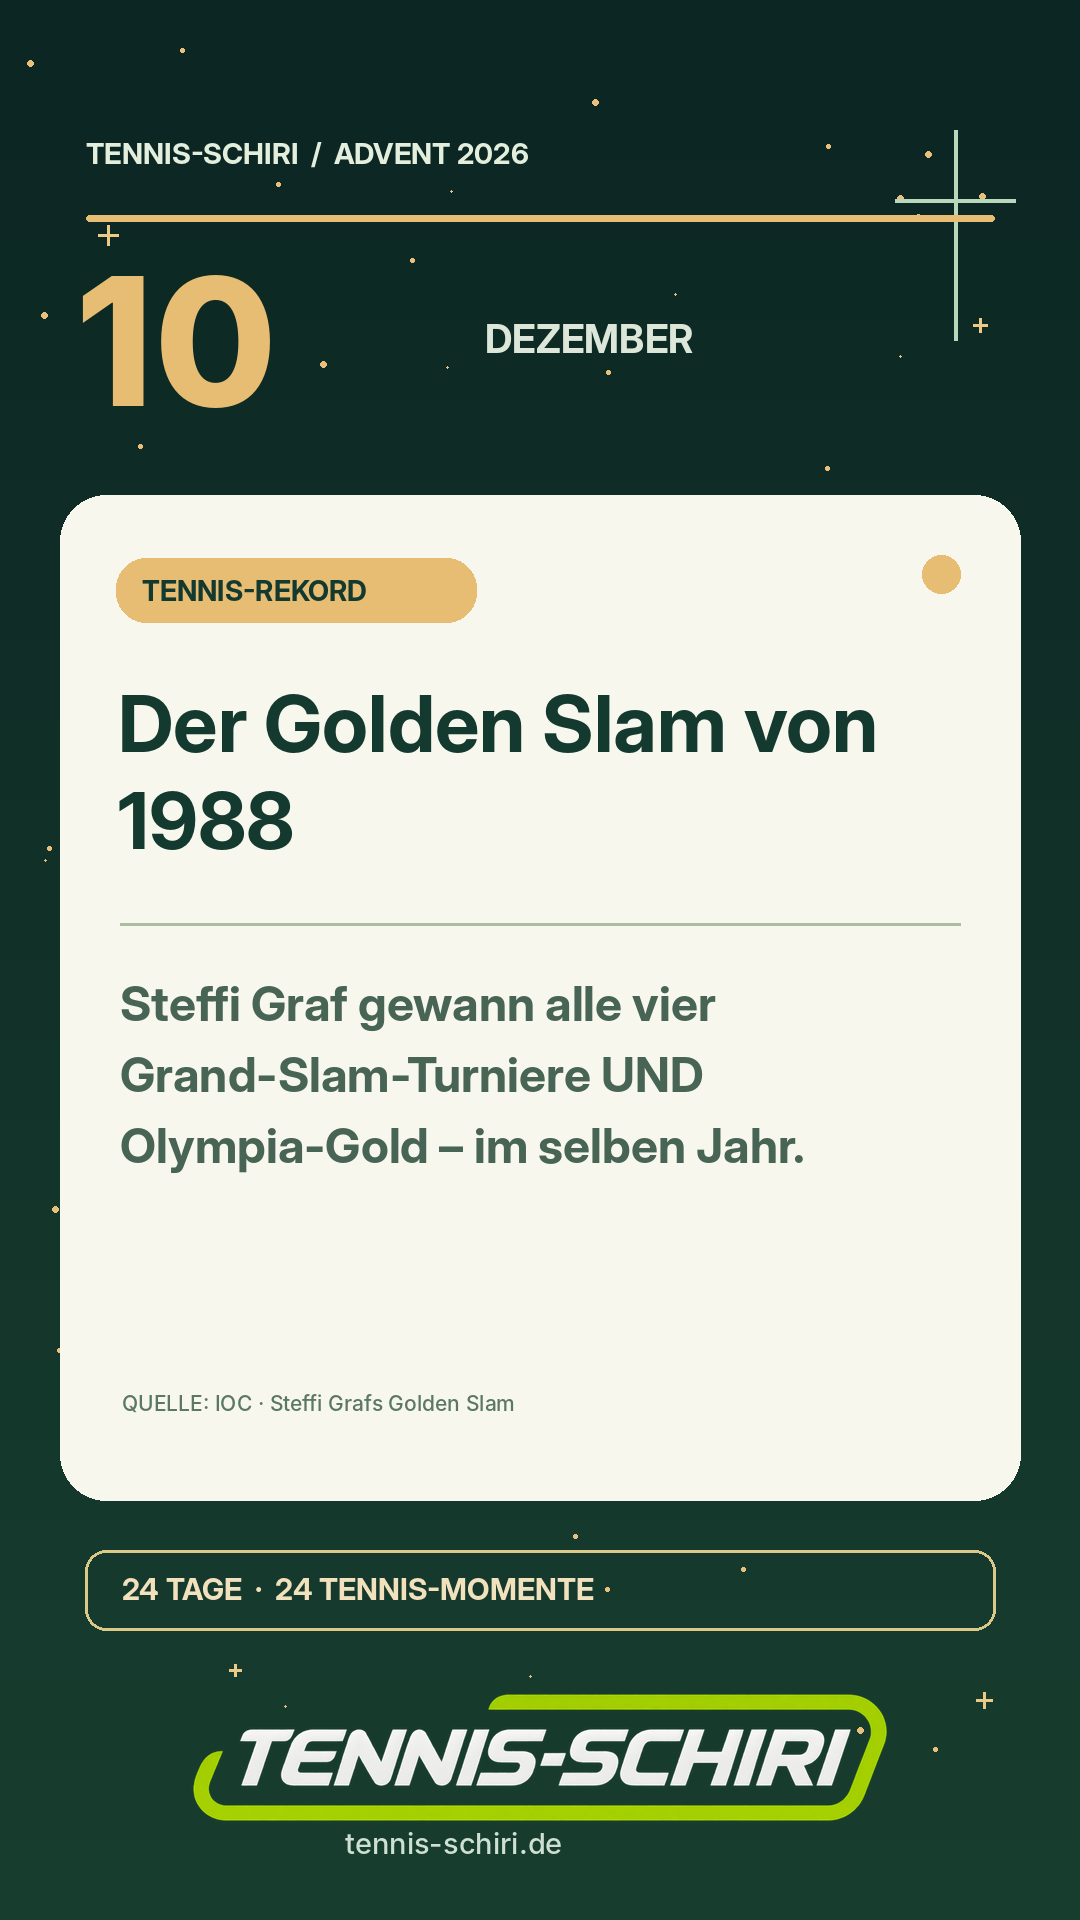 TENNIS-SCHIRI / ADVENT 2026
10
DEZEMBER
TENNIS-REKORD
Der Golden Slam von
1988
Steffi Graf gewann alle vier
Grand-Slam-Turniere UND
Olympia-Gold – im selben Jahr.
QUELLE: IOC · Steffi Grafs Golden Slam
24 TAGE · 24 TENNIS-MOMENTE ·
TENNIS-SCHIRI
tennis-schiri.de